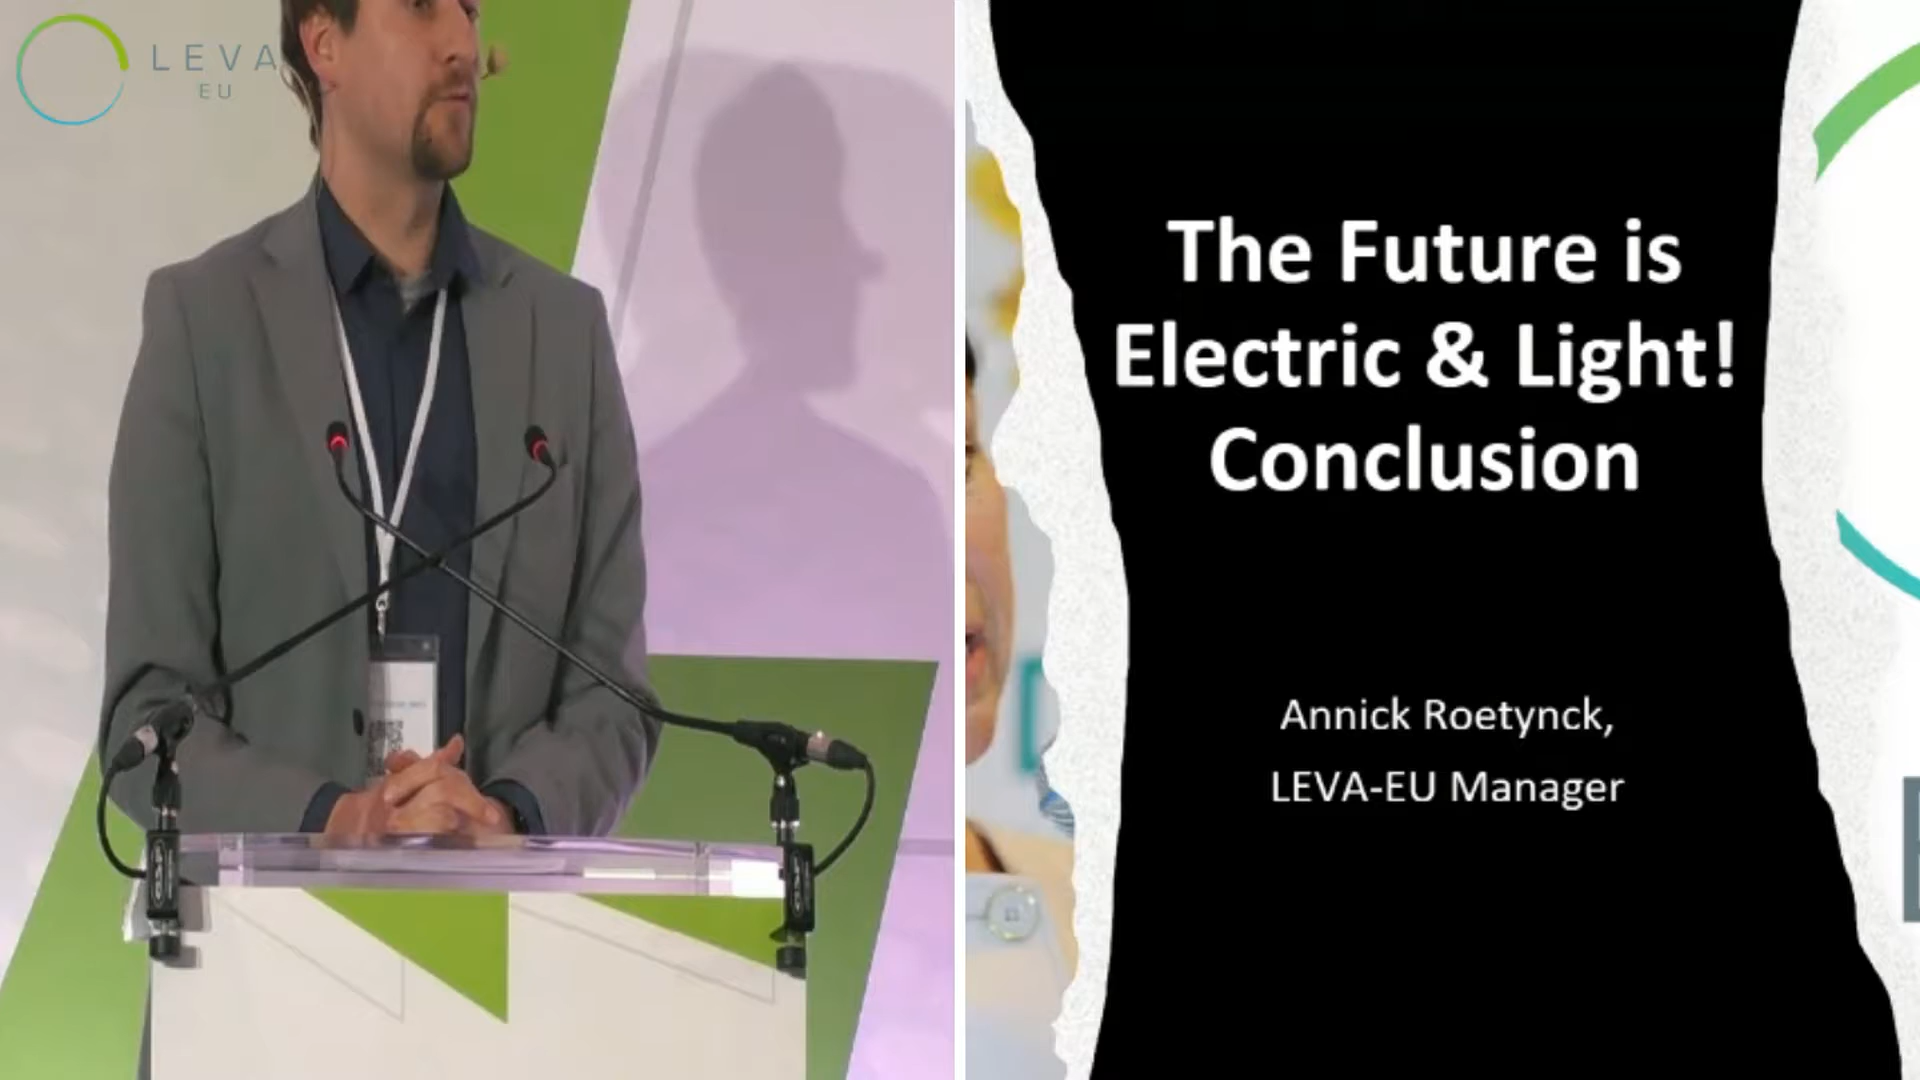 LEVA
EU
The Future is
Electric & Light!
Conclusion
Annick Roetynck,
LEVA-EU Manager